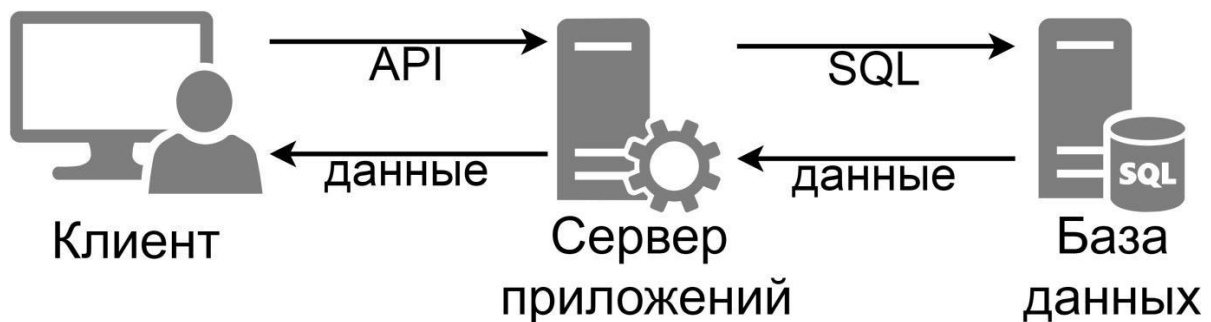 API
SQL
данные
данные
SQL
Клиент
Сервер
приложений
База
данных